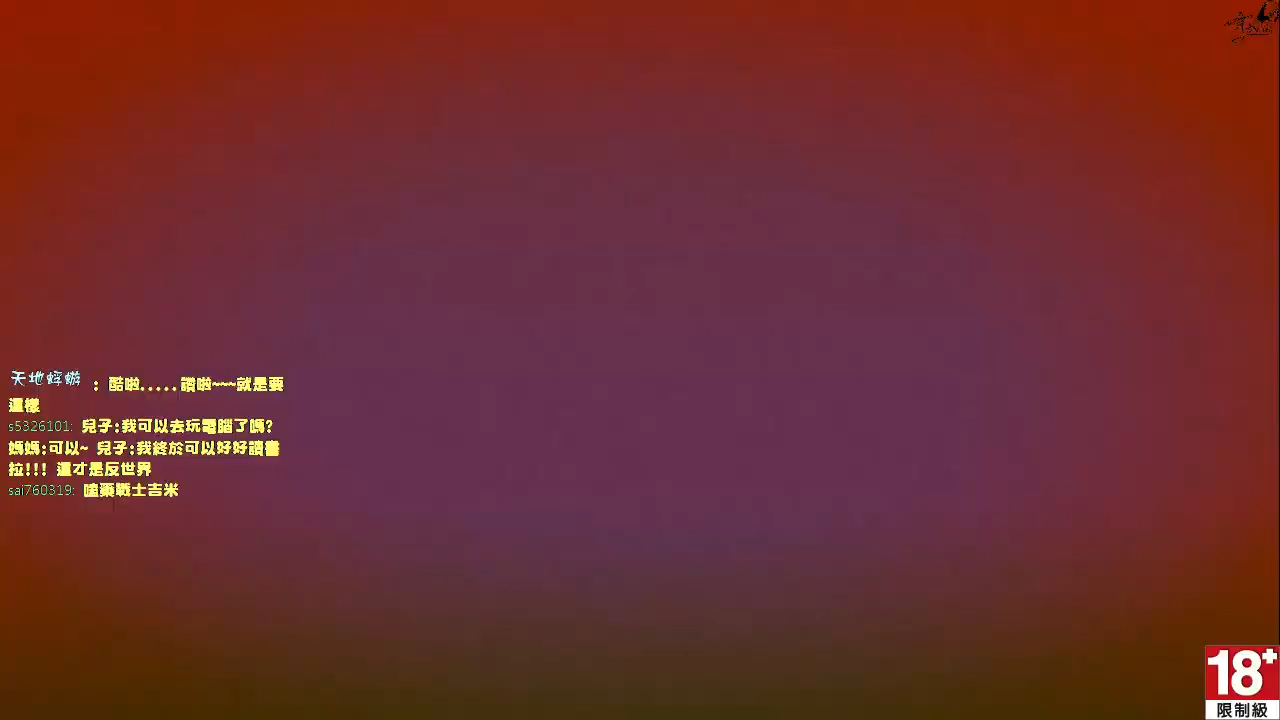 天地蜉蝣 : 酷啦.....讚啦~~~就是要
這樣
s5326101: 兒子:我可以去玩電腦了嗎?
媽媽:可以~ 兒子:我終於可以好好讀書
拉!!! 這才是反世界
sai760319: 嗑藥戰士吉米
18+
限制級